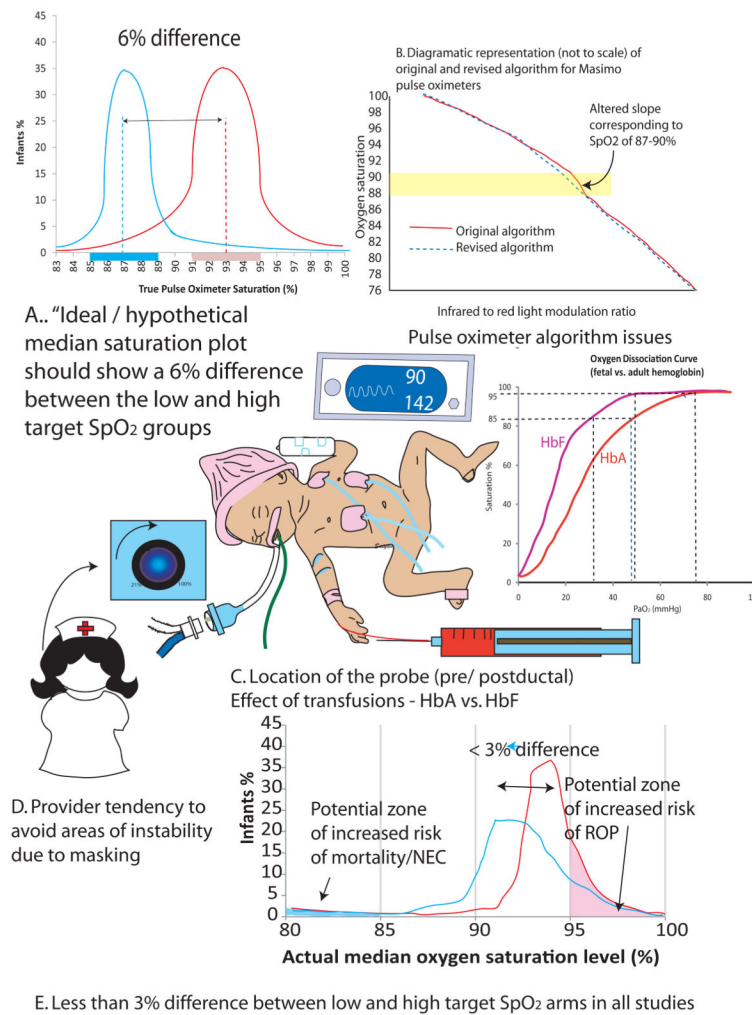 6% difference
Infants %
45
40
35
30
25
20
15
10
5
0
83
84
85
86
87
88
89
90
91
92
93
94
95
96
97
98
99
100
True Pulse Oximeter Saturation (%)
B. Diagramatic representation (not to scale) of
original and revised algorithm for Masimo
pulse oximeters
Oxygen saturation
100
98
96
94
92
90
88
86
84
82
80
78
76
Altered slope
corresponding to
SpO2 of 87-90%
Original algorithm
Revised algorithm
Infrared to red light modulation ratio
Pulse oximeter algorithm issues
A.. “Ideal / hypothetical
median saturation plot
should show a 6% difference
between the low and high
target SpO₂ groups
90
142
Oxygen Dissociation Curve
(fetal vs. adult hemoglobin)
Saturation %
100
95
85
80
60
40
20
0
HbF
HbA
0
20
40
60
80
PaO₂ (mmHg)
21%
100%
C. Location of the probe (pre/ postductal)
Effect of transfusions - HbA vs. HbF
D. Provider tendency to
avoid areas of instability
due to masking
Infants %
45
40
35
30
25
20
15
10
5
0
< 3% difference
Potential zone
of increased risk
of mortality/NEC
Potential zone
of increased risk
of ROP
80
85
90
95
100
Actual median oxygen saturation level (%)
E. Less than 3% difference between low and high target SpO₂ arms in all studies